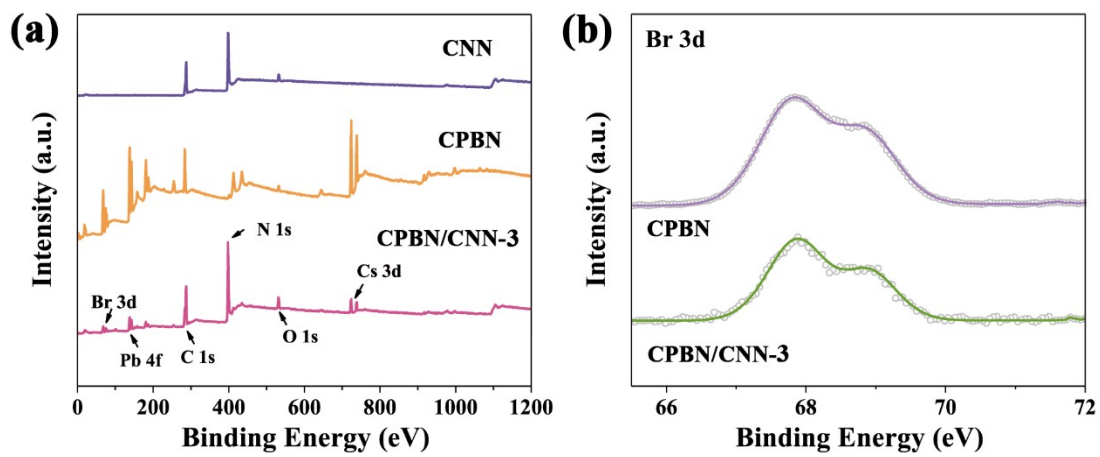 (a)
CNN
CPBN
CPBN/CNN-3
N 1s
Cs 3d
Br 3d
Pb 4f
C 1s
O 1s
Intensity (a.u.)
0 200 400 600 800 1000 1200
Binding Energy (eV)
(b)
Br 3d
CPBN
CPBN/CNN-3
Intensity (a.u.)
66 68 70 72
Binding Energy (eV)